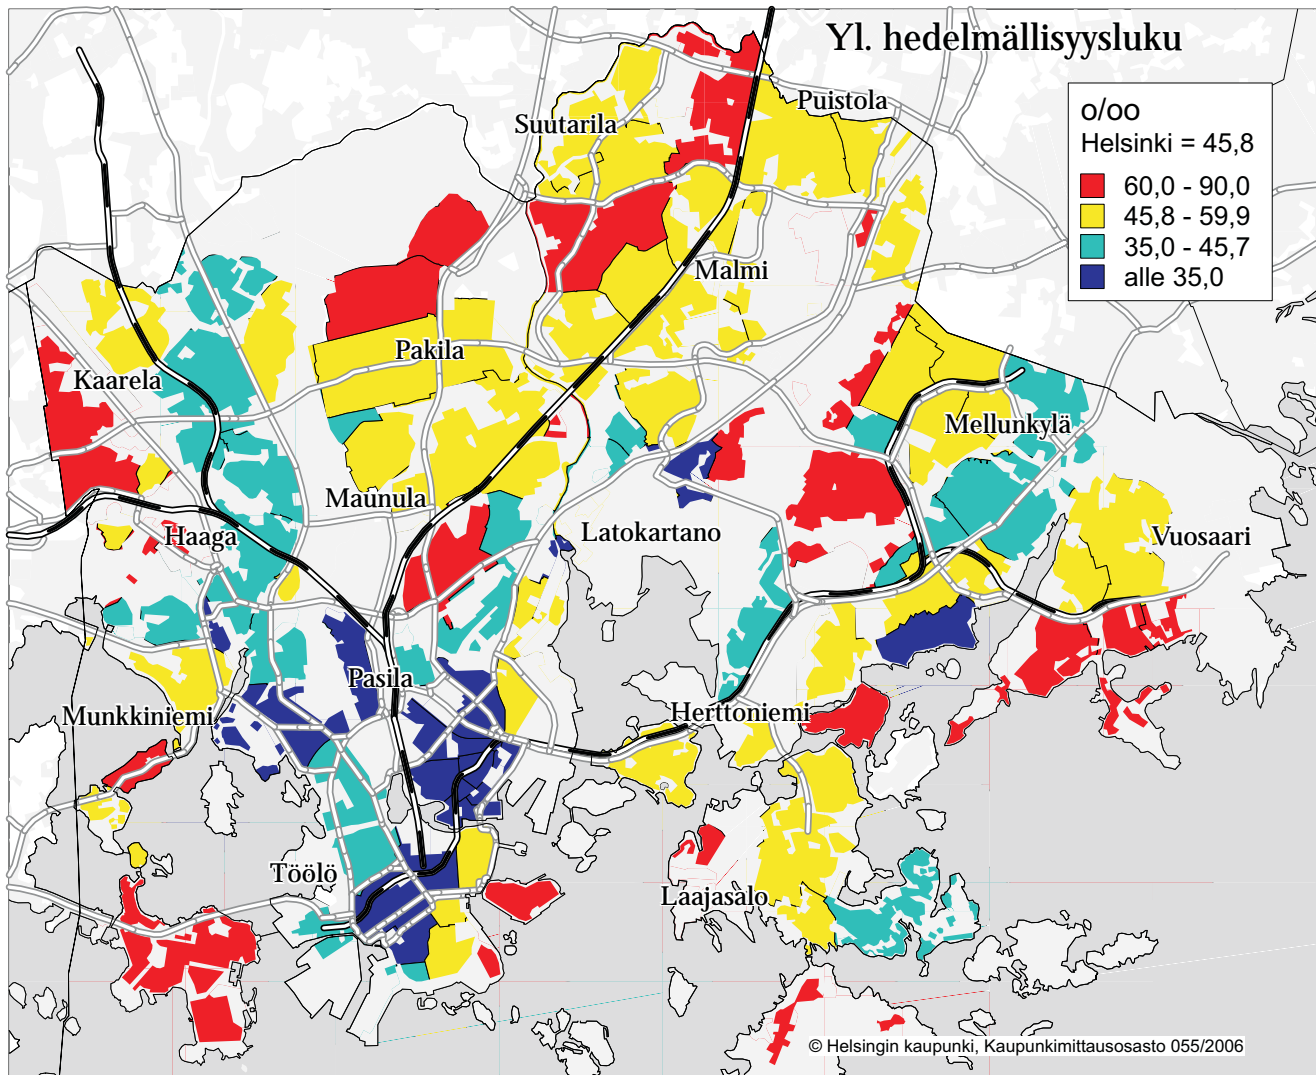 Yl. hedelmällisyysluku
o/oo
Helsinki = 45,8
60,0 - 90,0
45,8 - 59,9
35,0 - 45,7
alle 35,0
Puistola
Suutarila
Malmi
Pakila
Kaarela
Mellunkylä
Maunula
Haaga
Latokartano
Vuosaari
Pasila
Munkkiniemi
Herttoniemi
Töölö
Laajasalo
© Helsingin kaupunki, Kaupunkimittausosasto 055/2006